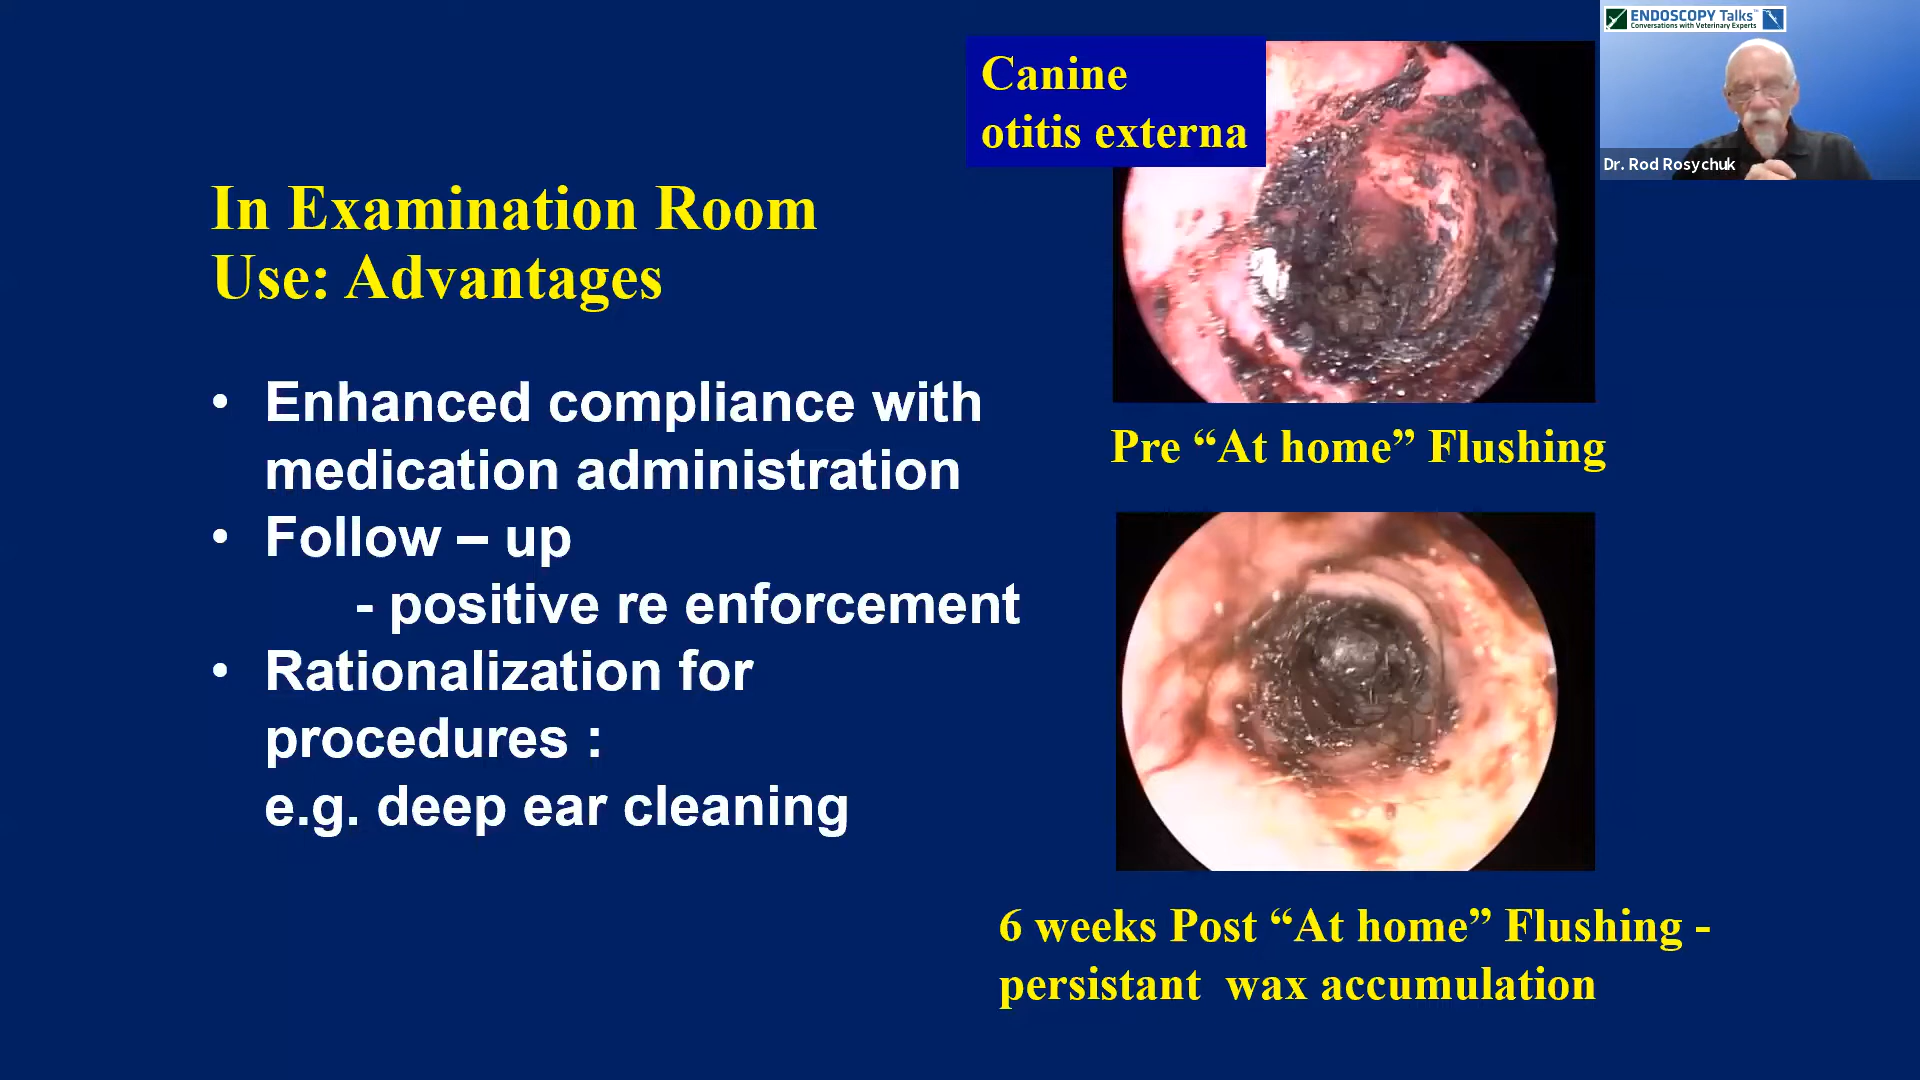 ENDOSCOPY Talks™
Conversations with Veterinary Experts
Dr. Rod Rosychuk
Canine
otitis externa
In Examination Room
Use: Advantages
• Enhanced compliance with
medication administration
• Follow – up
- positive re enforcement
• Rationalization for
procedures :
e.g. deep ear cleaning
Pre “At home” Flushing
6 weeks Post “At home” Flushing -
persistant wax accumulation